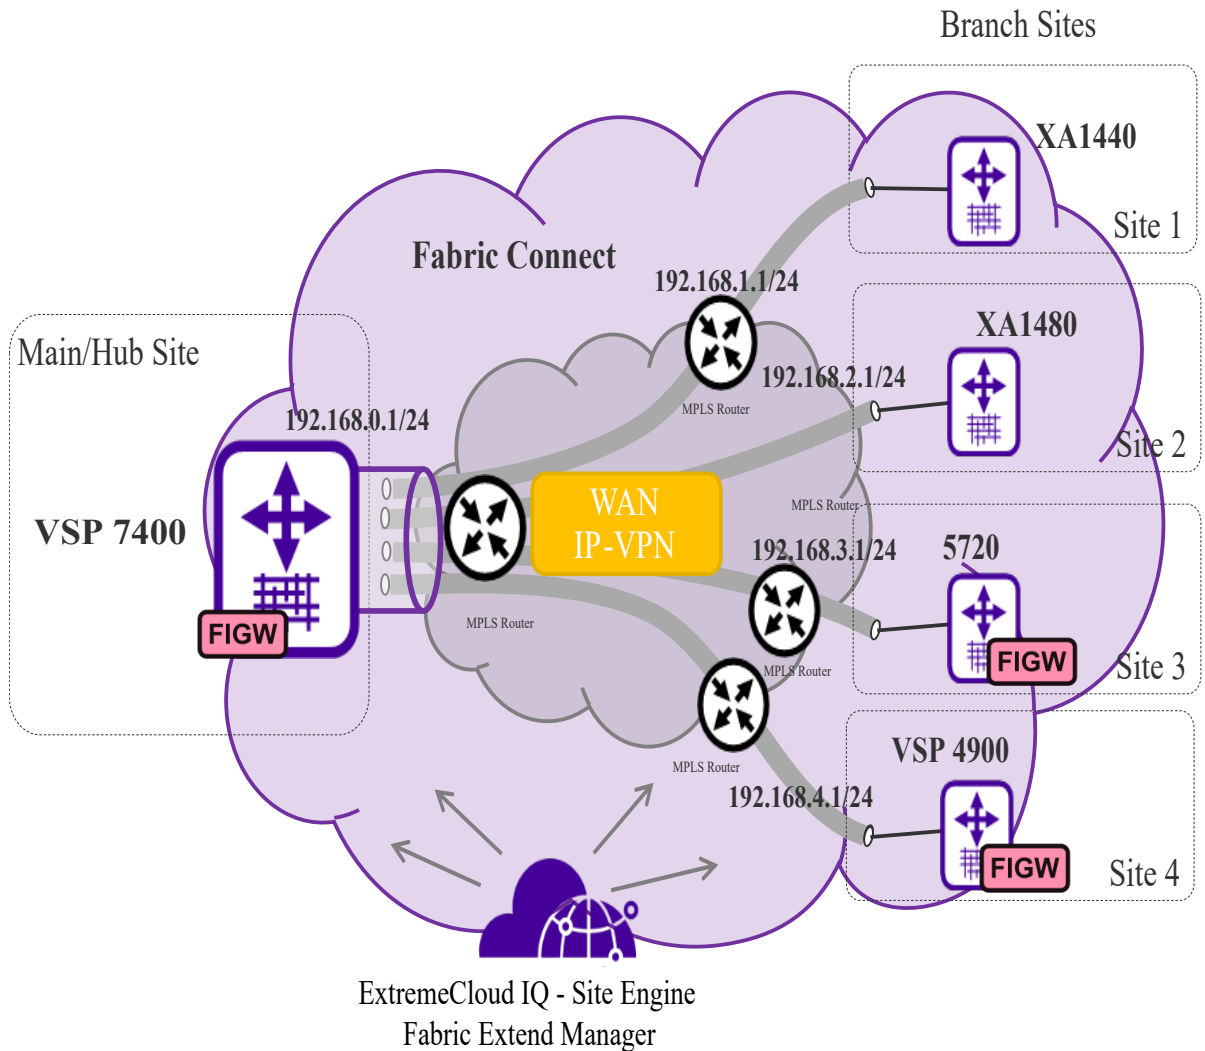 Branch Sites
XA1440
Site 1
Fabric Connect
192.168.1.1/24
Main/Hub Site
XA1480
192.168.2.1/24
MPLS Router
192.168.0.1/24
Site 2
WAN
IP-VPN
MPLS Router
VSP 7400
192.168.3.1/24
5720
FIGW
MPLS Router
FIGW
Site 3
MPLS Router
VSP 4900
MPLS Router
192.168.4.1/24
FIGW
Site 4
ExtremeCloud IQ - Site Engine
Fabric Extend Manager